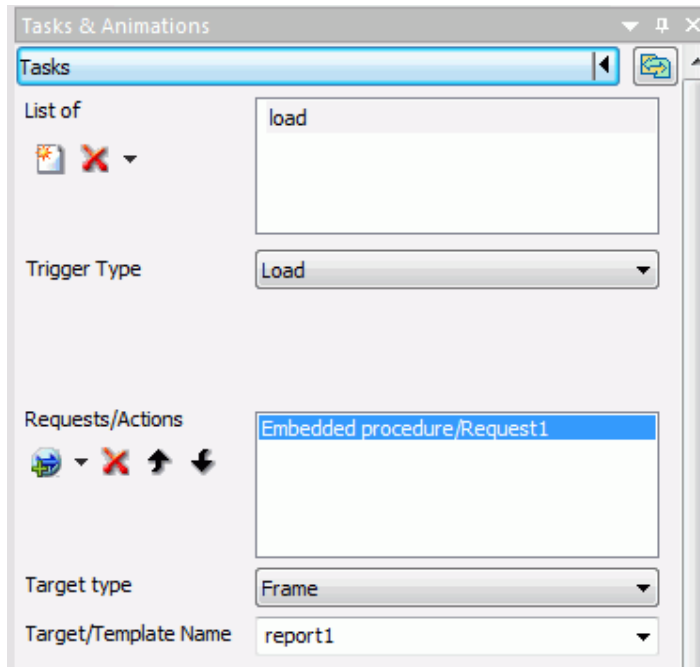 Tasks & Animations
Tasks
List of
load
Trigger Type
Load
Requests/Actions
Embedded procedure/Request1
Target type
Frame
Target/Template Name
report1